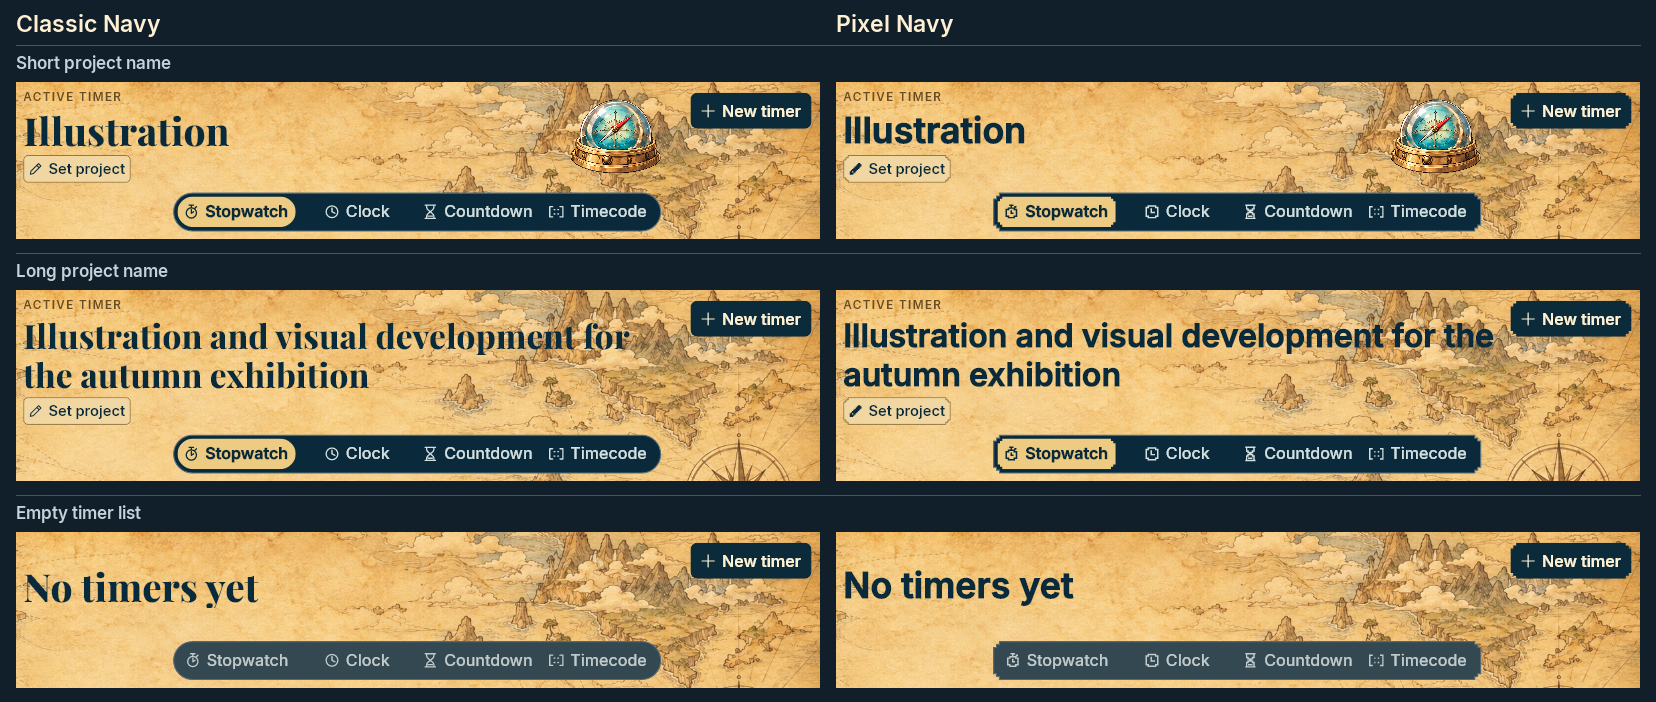 Classic Navy
Pixel Navy
Short project name
ACTIVE TIMER
Illustration
Set project
+ New timer
Stopwatch Clock Countdown Timecode
ACTIVE TIMER
Illustration
Set project
+ New timer
Stopwatch Clock Countdown Timecode
Long project name
ACTIVE TIMER
Illustration and visual development for
the autumn exhibition
Set project
+ New timer
Stopwatch Clock Countdown Timecode
ACTIVE TIMER
Illustration and visual development for the
autumn exhibition
Set project
+ New timer
Stopwatch Clock Countdown Timecode
Empty timer list
No timers yet
+ New timer
Stopwatch Clock Countdown Timecode
No timers yet
+ New timer
Stopwatch Clock Countdown Timecode